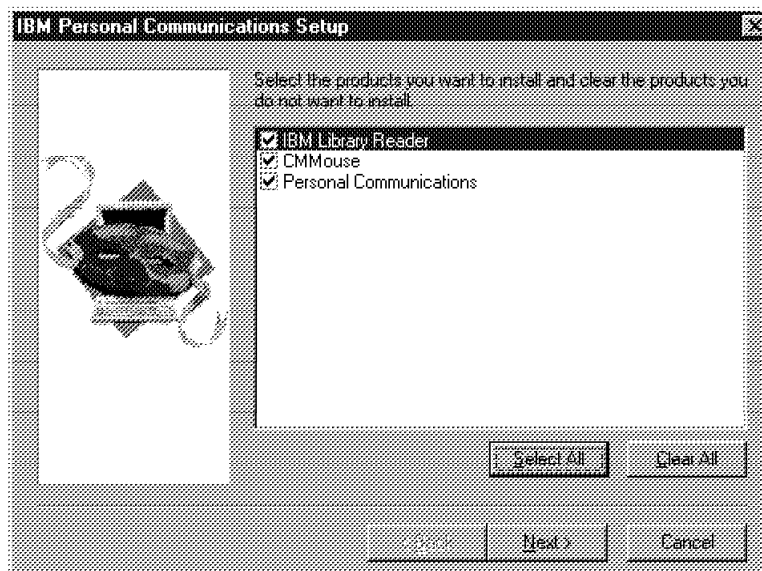 IBM Personal Communications Setup
Select the products you want to install and clear the products you
do not want to install.
IBM Library Reader
CMMouse
Personal Communications
Select All
Clear All
< Back
Next >
Cancel